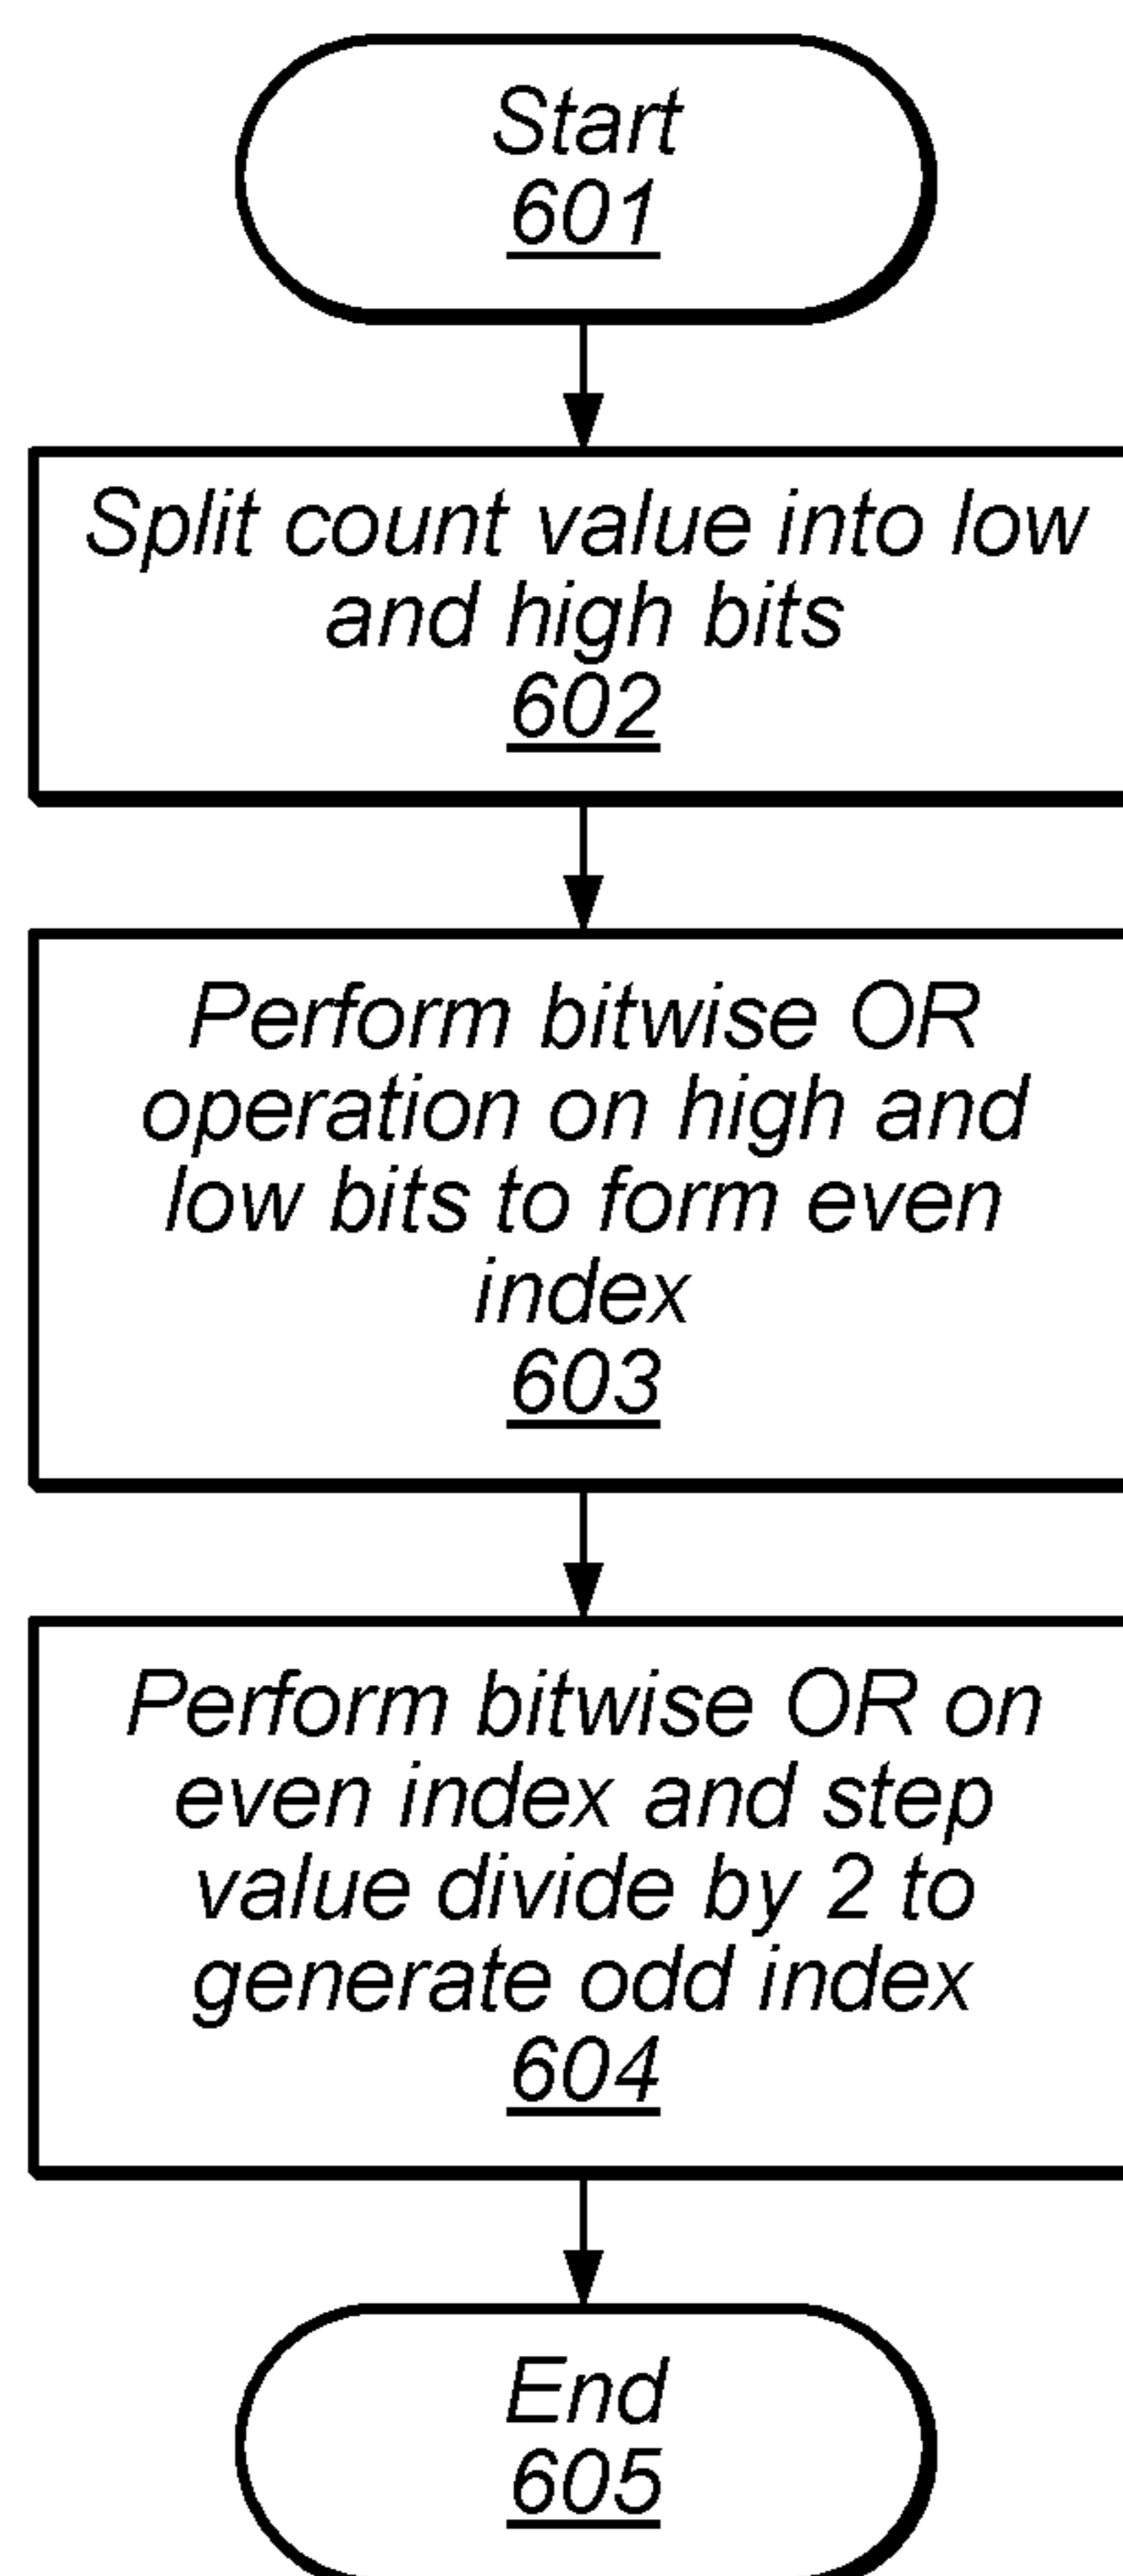 Start
601
Split count value into low
and high bits
602
Perform bitwise OR
operation on high and
low bits to form even
index
603
Perform bitwise OR on
even index and step
value divide by 2 to
generate odd index
604
End
605